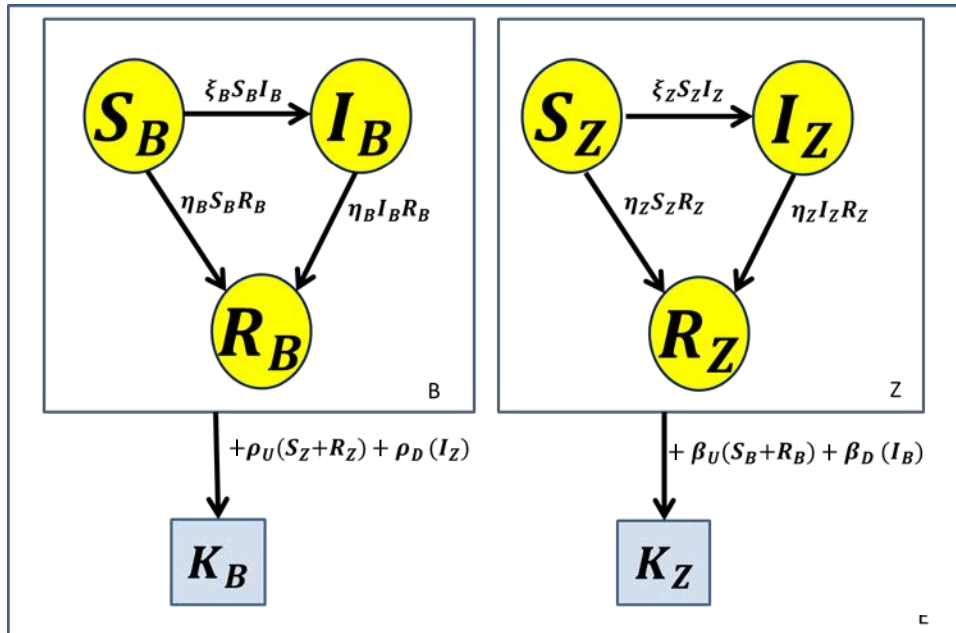 ξ_B S_B I_B
S_B
I_B
η_B S_B R_B
η_B I_B R_B
R_B
B
ξ_Z S_Z I_Z
S_Z
I_Z
η_Z S_Z R_Z
η_Z I_Z R_Z
R_Z
Z
+ρ_U(S_Z+R_Z) + ρ_D (I_Z)
+ β_U(S_B+R_B) + β_D (I_B)
K_B
K_Z